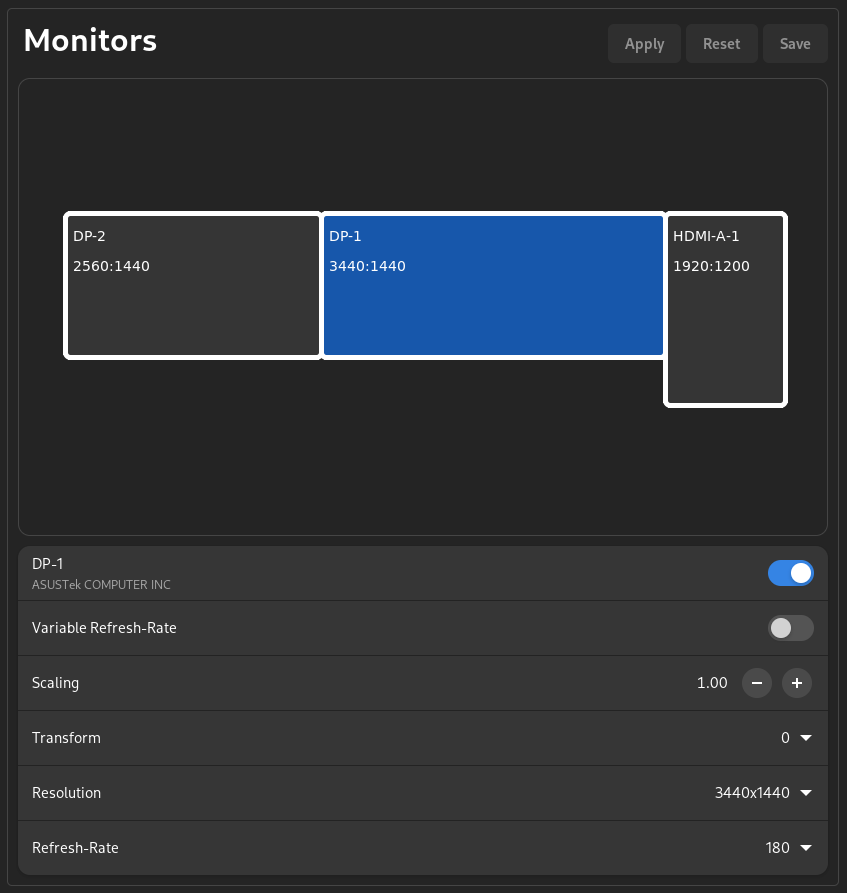 Monitors
Apply
Reset
Save
DP-2
2560:1440
DP-1
3440:1440
HDMI-A-1
1920:1200
DP-1
ASUSTek COMPUTER INC
Variable Refresh-Rate
Scaling
1.00
Transform
0
Resolution
3440x1440
Refresh-Rate
180